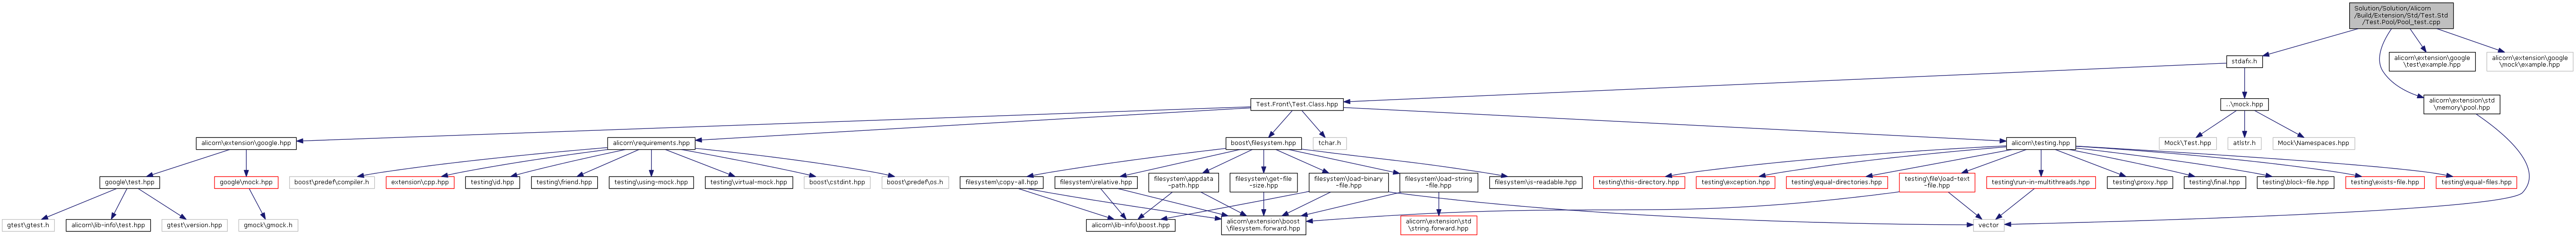 Solution/Solution/Alicorn
/Build/Extension/Std/Test.Std
/Test.Pool/Pool_test.cpp
stdafx.h
alicorn\extension\google
\test\example.hpp
alicorn\extension\google
\mock\example.hpp
Test.Front\Test.Class.hpp
..\mock.hpp
alicorn\extension\std
\memory\pool.hpp
alicorn\extension\google.hpp
alicorn\requirements.hpp
boost\filesystem.hpp
tchar.h
alicorn\testing.hpp
Mock\Test.hpp
atlstr.h
Mock\Namespaces.hpp
google\test.hpp
google\mock.hpp
boost\predef\compiler.h
extension\cpp.hpp
testing\d.hpp
testing\friend.hpp
testing\using-mock.hpp
testing\virtual-mock.hpp
boost\cstdint.hpp
boost\predef\os.h
filesystem\copy-all.hpp
filesystem\relative.hpp
filesystem\appdata
-path.hpp
filesystem\get-file
-size.hpp
filesystem\load-binary
-file.hpp
filesystem\load-string
-file.hpp
filesystem\is-readable.hpp
testing\this-directory.hpp
testing\exception.hpp
testing\equal-directories.hpp
testing\file\load-text
-file.hpp
testing\run-in-multithreads.hpp
testing\proxy.hpp
testing\final.hpp
testing\block-file.hpp
testing\exists-file.hpp
testing\equal-files.hpp
gtest\gtest.h
alicorn\lib-info\test.hpp
gtest\version.hpp
gmock\gmock.h
alicorn\lib-info\boost.hpp
alicorn\extension\boost
\filesystem.forward.hpp
alicorn\extension\std
\string.forward.hpp
vector